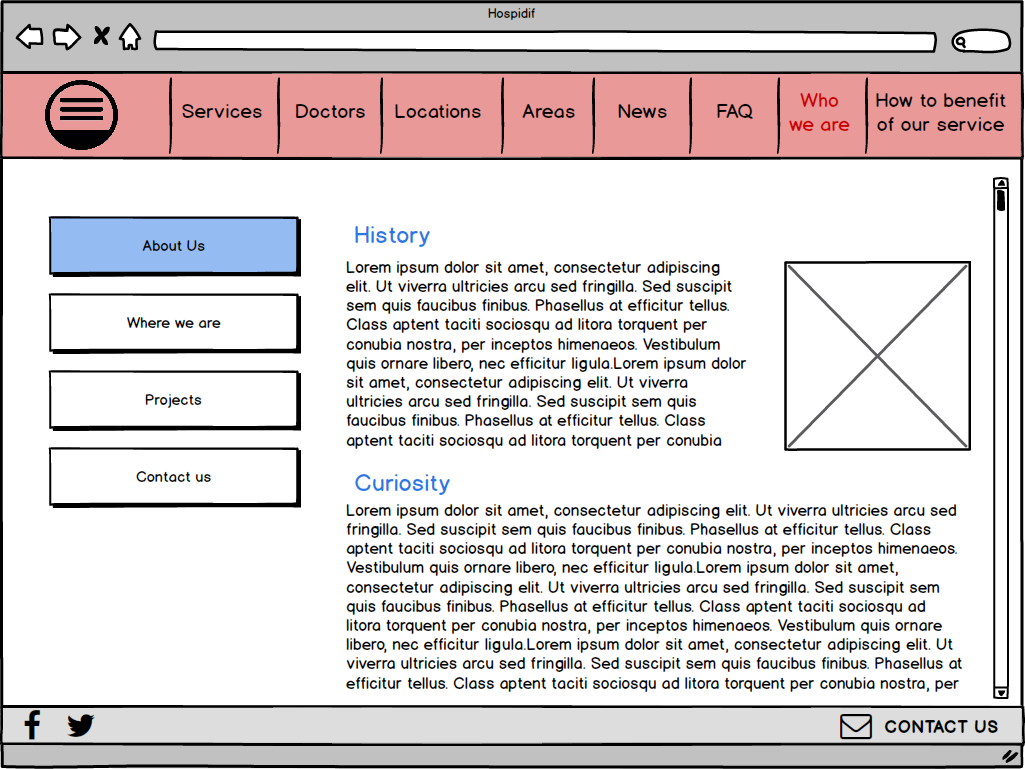 Hospidif
Services
Doctors
Locations
Areas
News
FAQ
Who
we are
How to benefit
of our service
About Us
Where we are
Projects
Contact us
History
Lorem ipsum dolor sit amet, consectetur adipiscing
elit. Ut viverra ultricies arcu sed fringilla. Sed suscipit
sem quis faucibus finibus. Phasellus at efficitur tellus.
Class aptent taciti sociosqu ad litora torquent per
conubia nostra, per inceptos himenaeos. Vestibulum
quis ornare libero, nec efficitur ligula.Lorem ipsum dolor
sit amet, consectetur adipiscing elit. Ut viverra
ultricies arcu sed fringilla. Sed suscipit sem quis
faucibus finibus. Phasellus at efficitur tellus. Class
aptent taciti sociosqu ad litora torquent per conubia
Curiosity
Lorem ipsum dolor sit amet, consectetur adipiscing elit. Ut viverra ultricies arcu sed
fringilla. Sed suscipit sem quis faucibus finibus. Phasellus at efficitur tellus. Class
aptent taciti sociosqu ad litora torquent per conubia nostra, per inceptos himenaeos.
Vestibulum quis ornare libero, nec efficitur ligula.Lorem ipsum dolor sit amet,
consectetur adipiscing elit. Ut viverra ultricies arcu sed fringilla. Sed suscipit sem
quis faucibus finibus. Phasellus at efficitur tellus. Class aptent taciti sociosqu ad
litora torquent per conubia nostra, per inceptos himenaeos. Vestibulum quis ornare
libero, nec efficitur ligula.Lorem ipsum dolor sit amet, consectetur adipiscing elit. Ut
viverra ultricies arcu sed fringilla. Sed suscipit sem quis faucibus finibus. Phasellus at
efficitur tellus. Class aptent taciti sociosqu ad litora torquent per conubia nostra, per
CONTACT US